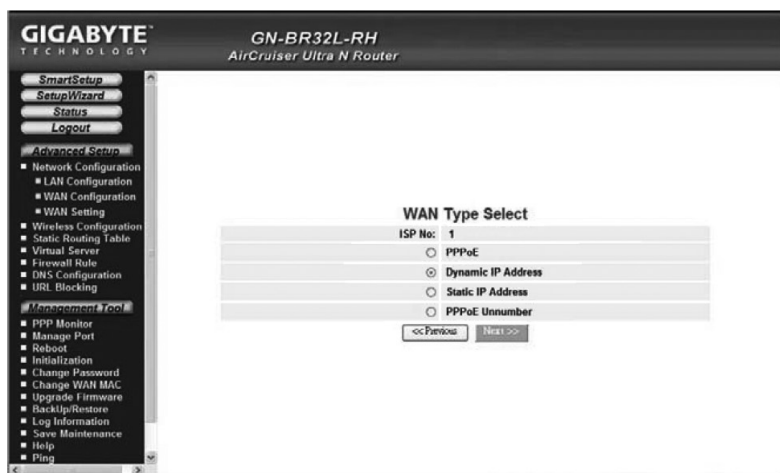 GIGABYTE™
TECHNOLOGY
GN-BR32L-RH
AirCruiser Ultra N Router
SmartSetup
SetupWizard
Status
Logout
Advanced Setup
Network Configuration
LAN Configuration
WAN Configuration
WAN Setting
Wireless Configuration
Static Routing Table
Virtual Server
Firewall Rule
DNS Configuration
URL Blocking
Management Tool
PPP Monitor
Manage Port
Reboot
Initialization
Change Password
Change WAN MAC
Upgrade Firmware
BackUp/Restore
Log Information
Save Maintenance
Help
Ping
WAN Type Select
ISP No: 1
PPPoE
Dynamic IP Address
Static IP Address
PPPoE Unnumber
<< Previous Next >>